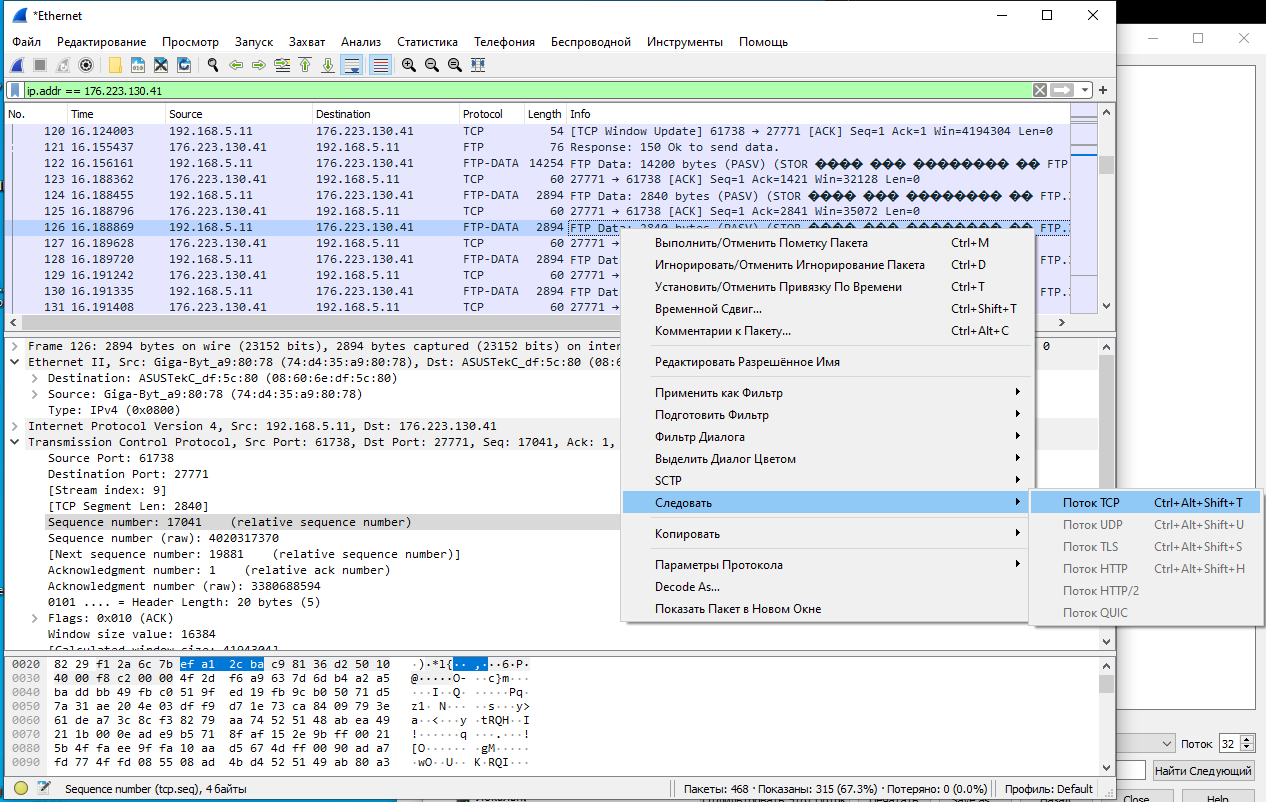 *Ethernet
Файл Редактирование Просмотр Запуск Захват Анализ Статистика Телефония Беспроводной Инструменты Помощь
ip.addr == 176.223.130.41
No. Time Source Destination Protocol Length Info
120 16.124003 192.168.5.11 176.223.130.41 TCP 54 [TCP Window Update] 61738 → 27771 [ACK] Seq=1 Ack=1 Win=4194304 Len=0
121 16.155437 176.223.130.41 192.168.5.11 FTP 76 Response: 150 Ok to send data.
122 16.156161 192.168.5.11 176.223.130.41 FTP-DATA 14254 FTP Data: 14200 bytes (PASV) (STOR ���� ��� �������� �� FTP
123 16.188362 176.223.130.41 192.168.5.11 TCP 60 27771 → 61738 [ACK] Seq=1 Ack=1421 Win=32128 Len=0
124 16.188455 192.168.5.11 176.223.130.41 FTP-DATA 2894 FTP Data: 2840 bytes (PASV) (STOR ���� ��� �������� �� FTP.
125 16.188796 176.223.130.41 192.168.5.11 TCP 60 27771 → 61738 [ACK] Seq=1 Ack=2841 Win=35072 Len=0
126 16.188869 192.168.5.11 176.223.130.41 FTP-DATA 2894 FTP Data: 2840 bytes (PASV) (STOR ���� ��� �������� �� FTP.
127 16.189628 176.223.130.41 192.168.5.11 TCP 60 27771 →
128 16.189720 192.168.5.11 176.223.130.41 FTP-DATA 2894 FTP Dat FTP.
129 16.191242 176.223.130.41 192.168.5.11 TCP 60 27771 →
130 16.191335 192.168.5.11 176.223.130.41 FTP-DATA 2894 FTP Dat FTP.
131 16.191408 176.223.130.41 192.168.5.11 TCP 60 27771 →
Выполнить/Отменить Пометку Пакета Ctrl+M
Игнорировать/Отменить Игнорирование Пакета Ctrl+D
Установить/Отменить Привязку По Времени Ctrl+T
Временной Сдвиг... Ctrl+Shift+T
Комментарии к Пакету... Ctrl+Alt+C
Редактировать Разрешённое Имя
Применить как Фильтр
Подготовить Фильтр
Фильтр Диалога
Выделить Диалог Цветом
SCTP
Следовать
Копировать
Параметры Протокола
Decode As...
Показать Пакет в Новом Окне
Поток TCP Ctrl+Alt+Shift+T
Поток UDP Ctrl+Alt+Shift+U
Поток TLS Ctrl+Alt+Shift+S
Поток HTTP Ctrl+Alt+Shift+H
Поток HTTP/2
Поток QUIC
Frame 126: 2894 bytes on wire (23152 bits), 2894 bytes captured (23152 bits) on inter 0
Ethernet II, Src: Giga-Byt_a9:80:78 (74:d4:35:a9:80:78), Dst: ASUSTekC_df:5c:80 (08:6
Destination: ASUSTekC_df:5c:80 (08:60:6e:df:5c:80)
Source: Giga-Byt_a9:80:78 (74:d4:35:a9:80:78)
Type: IPv4 (0x0800)
Internet Protocol Version 4, Src: 192.168.5.11, Dst: 176.223.130.41
Transmission Control Protocol, Src Port: 61738, Dst Port: 27771, Seq: 17041, Ack: 1,
Source Port: 61738
Destination Port: 27771
[Stream index: 9]
[TCP Segment Len: 2840]
Sequence number: 17041 (relative sequence number)
Sequence number (raw): 4020317370
[Next sequence number: 19881 (relative sequence number)]
Acknowledgment number: 1 (relative ack number)
Acknowledgment number (raw): 3380688594
0101 .... = Header Length: 20 bytes (5)
Flags: 0x010 (ACK)
Window size value: 16384
[Calculated window size: 4194304]
0020 82 29 f1 2a 6c 7b ef a1 2c ba c9 81 36 d2 50 10 ·)·*l{·· ,···6·P·
0030 40 00 f8 c2 00 00 4f 2d f6 a9 63 7d 6d b4 a2 a5 @·····O- ··c}m···
0040 ba dd bb 49 fb c0 51 9f ed 19 fb 9c b0 50 71 d5 ···I··Q· ·····Pq·
0050 7a 31 ae 20 4e 03 df f9 d7 1e 73 ca 84 09 79 3e z1· N··· ··s···y>
0060 61 de a7 3c 8c f3 82 79 aa 74 52 51 48 ab ea 49 a··<···y ·tRQH··I
0070 21 1b 00 0e ad e9 b5 71 8f af 15 2e 9b ff 00 21 !······q ···.···!
0080 5b 4f fa ee 9f fa 10 aa d5 67 4d ff 00 90 ad a7 [O······ ·gM·····
0090 fd 77 4f fd 08 55 08 ad 4b d4 52 51 49 ab 80 a3 ·wO··U·· K·RQI···
Поток 32
Найти Следующий
Close Help
Sequence number (tcp.seq), 4 байты Пакеты: 468 · Показаны: 315 (67.3%) · Потеряно: 0 (0.0%) Профиль: Default